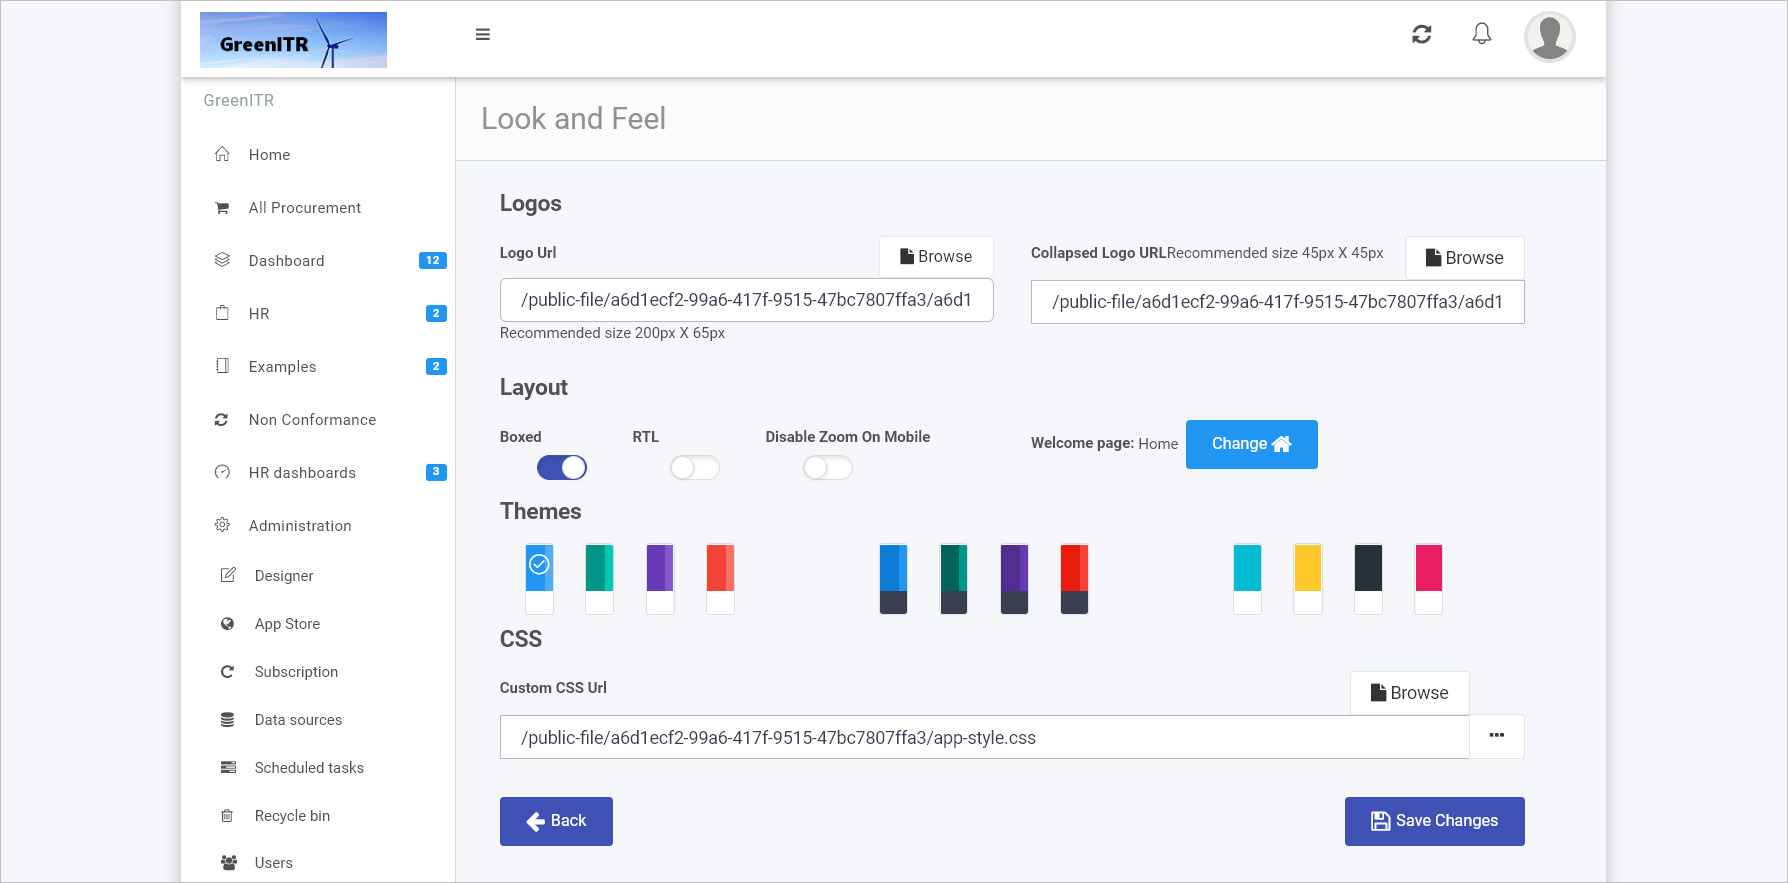 GreenITR
GreenITR
Home
All Procurement
Dashboard 12
HR 2
Examples 2
Non Conformance
HR dashboards 3
Administration
Designer
App Store
Subscription
Data sources
Scheduled tasks
Recycle bin
Users
Look and Feel
Logos
Logo Url Browse
/public-file/a6d1ecf2-99a6-417f-9515-47bc7807ffa3/a6d1
Recommended size 200px X 65px
Collapsed Logo URLRecommended size 45px X 45px Browse
/public-file/a6d1ecf2-99a6-417f-9515-47bc7807ffa3/a6d1
Layout
Boxed RTL Disable Zoom On Mobile
Welcome page: Home Change
Themes
CSS
Custom CSS Url Browse
/public-file/a6d1ecf2-99a6-417f-9515-47bc7807ffa3/app-style.css
Back Save Changes